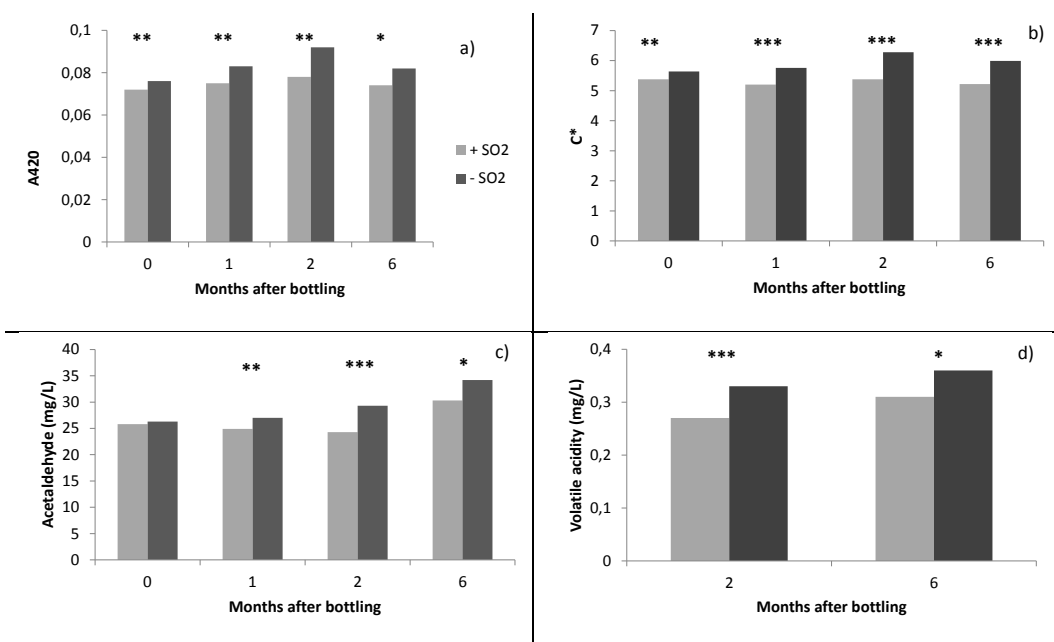 a)
0,1
0,08
0,06
0,04
0,02
0
A420
** ** ** *
0 1 2 6
Months after bottling
+ SO2
- SO2
b)
7
6
5
4
3
2
1
0
C*
** *** *** ***
0 1 2 6
Months after bottling
c)
40
35
30
25
20
15
10
5
0
Acetaldehyde (mg/L)
** *** *
0 1 2 6
Months after bottling
d)
0,4
0,3
0,2
0,1
0
Volatile acidity (mg/L)
*** *
2 6
Months after bottling